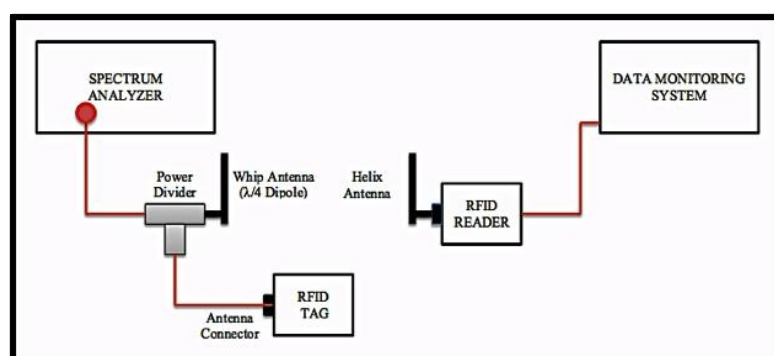 SPECTRUM
ANALYZER
DATA MONITORING
SYSTEM
Power
Divider
Whip Antenna
(λ/4 Dipole)
Helix
Antenna
RFID
READER
Antenna
Connector
RFID
TAG